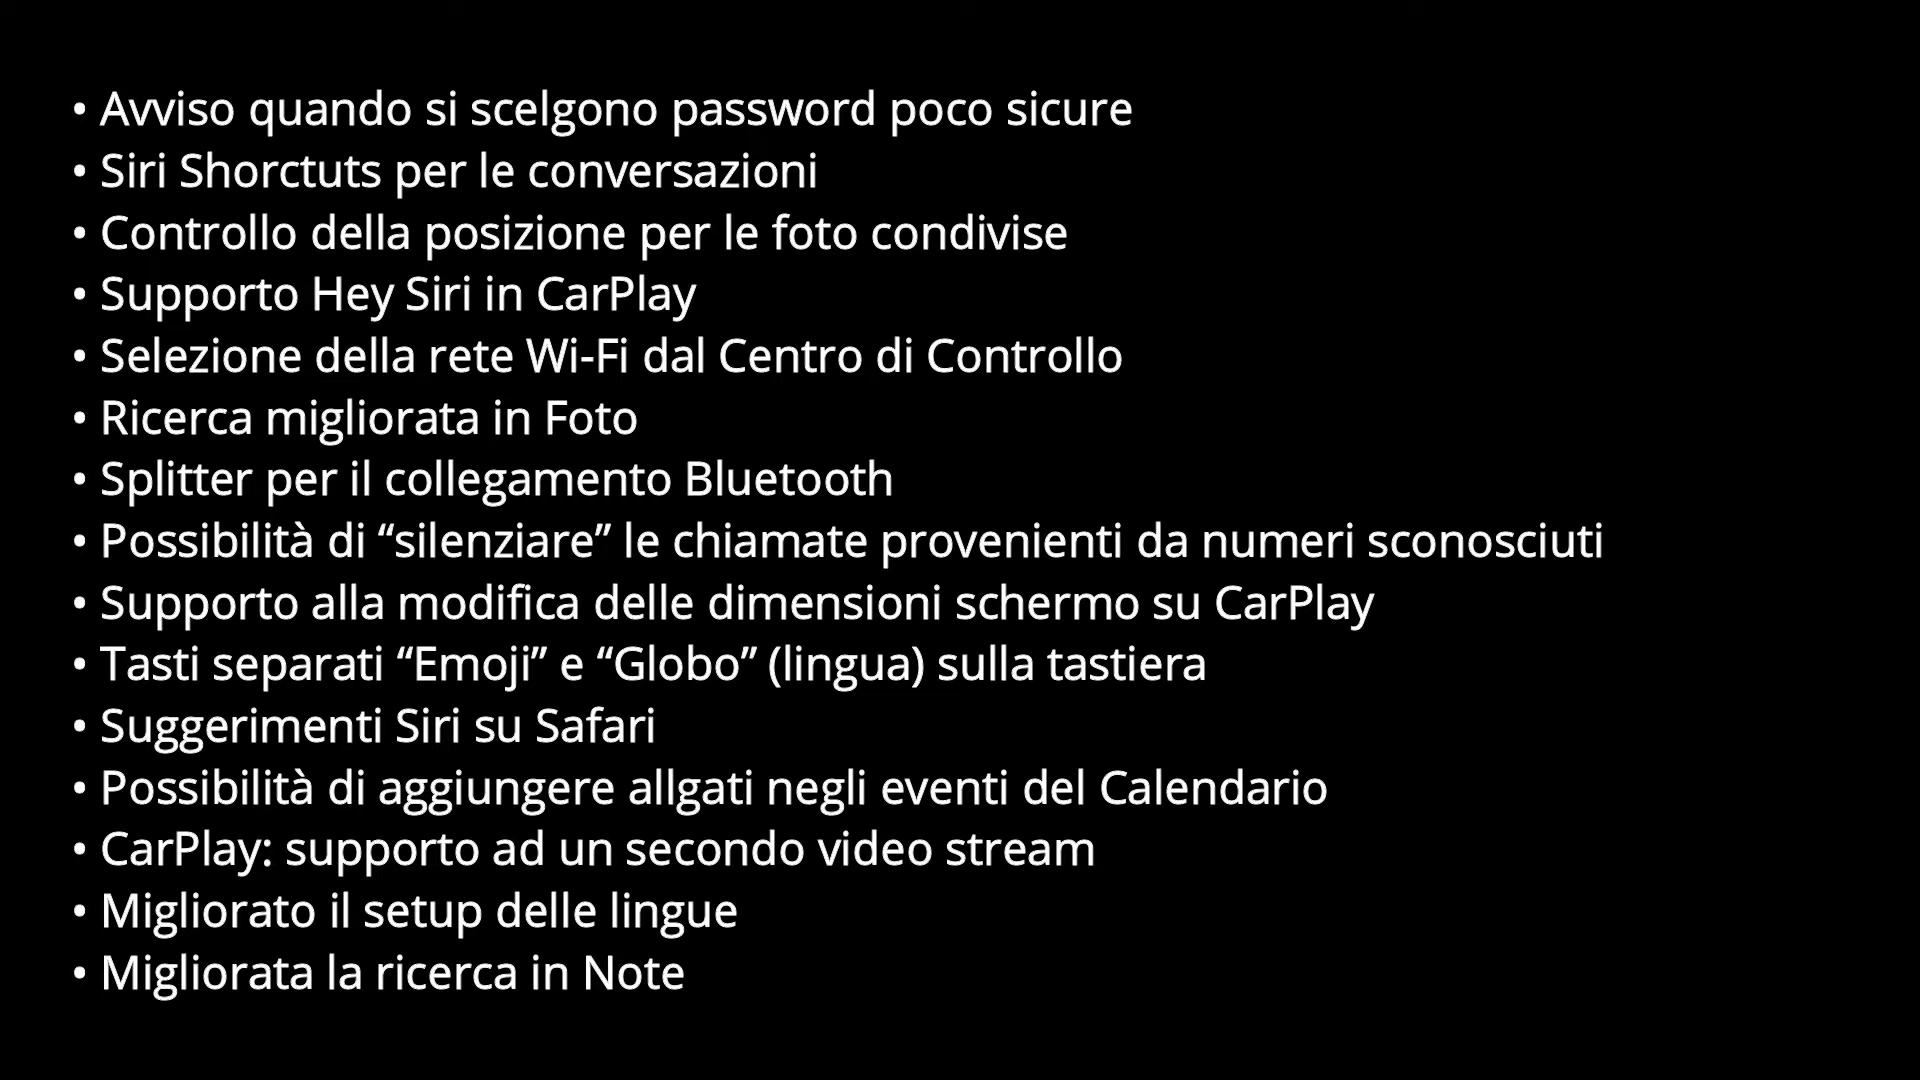 • Avviso quando si scelgono password poco sicure
• Siri Shorctuts per le conversazioni
• Controllo della posizione per le foto condivise
• Supporto Hey Siri in CarPlay
• Selezione della rete Wi-Fi dal Centro di Controllo
• Ricerca migliorata in Foto
• Splitter per il collegamento Bluetooth
• Possibilità di “silenziare” le chiamate provenienti da numeri sconosciuti
• Supporto alla modifica delle dimensioni schermo su CarPlay
• Tasti separati “Emoji” e “Globo” (lingua) sulla tastiera
• Suggerimenti Siri su Safari
• Possibilità di aggiungere allgati negli eventi del Calendario
• CarPlay: supporto ad un secondo video stream
• Migliorato il setup delle lingue
• Migliorata la ricerca in Note